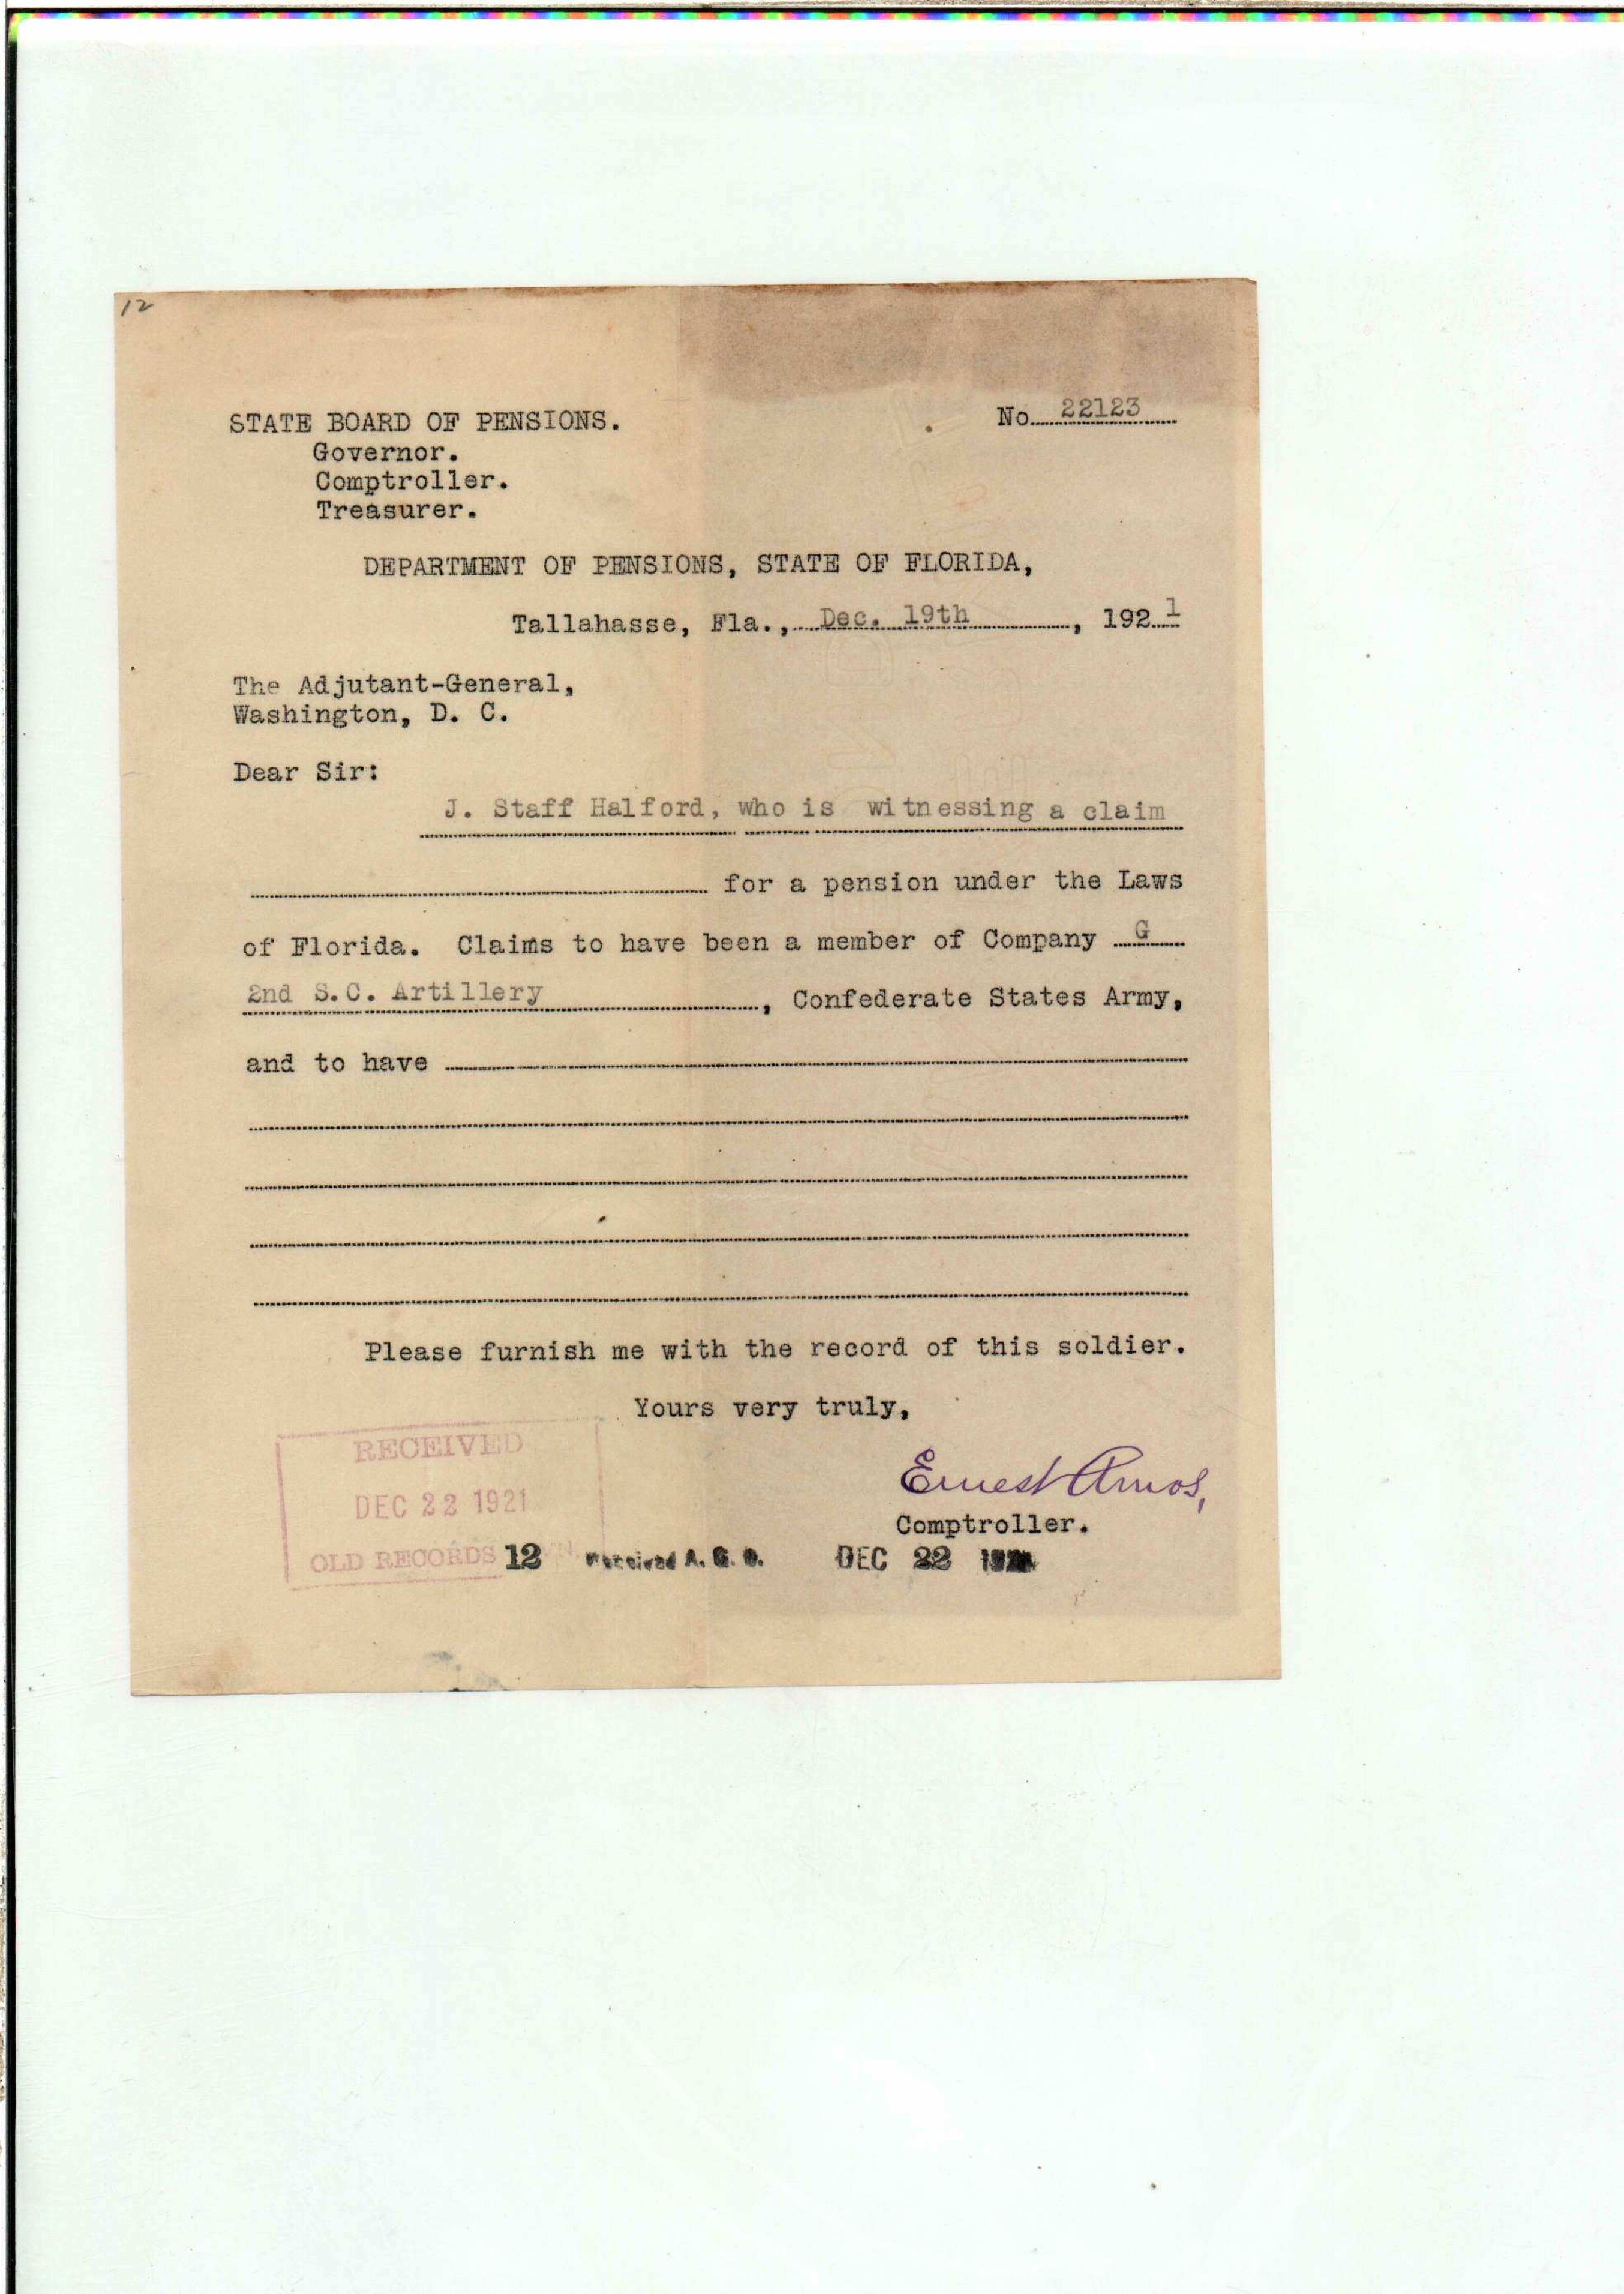 12
No. 22123
STATE BOARD OF PENSIONS.
Governor.
Comptroller.
Treasurer.
DEPARTMENT OF PENSIONS, STATE OF FLORIDA,
Tallahasse, Fla., Dec. 19th, 1921
The Adjutant-General,
Washington, D. C.
Dear Sir:
J. Staff Halford, who is witnessing a claim
for a pension under the Laws
of Florida. Claims to have been a member of Company G
2nd S.C. Artillery, Confederate States Army,
and to have
Please furnish me with the record of this soldier.
Yours very truly,
Ernest Amos,
Comptroller.
RECEIVED
DEC 22 1921
OLD RECORDS
12 Received A. G. O. DEC 22